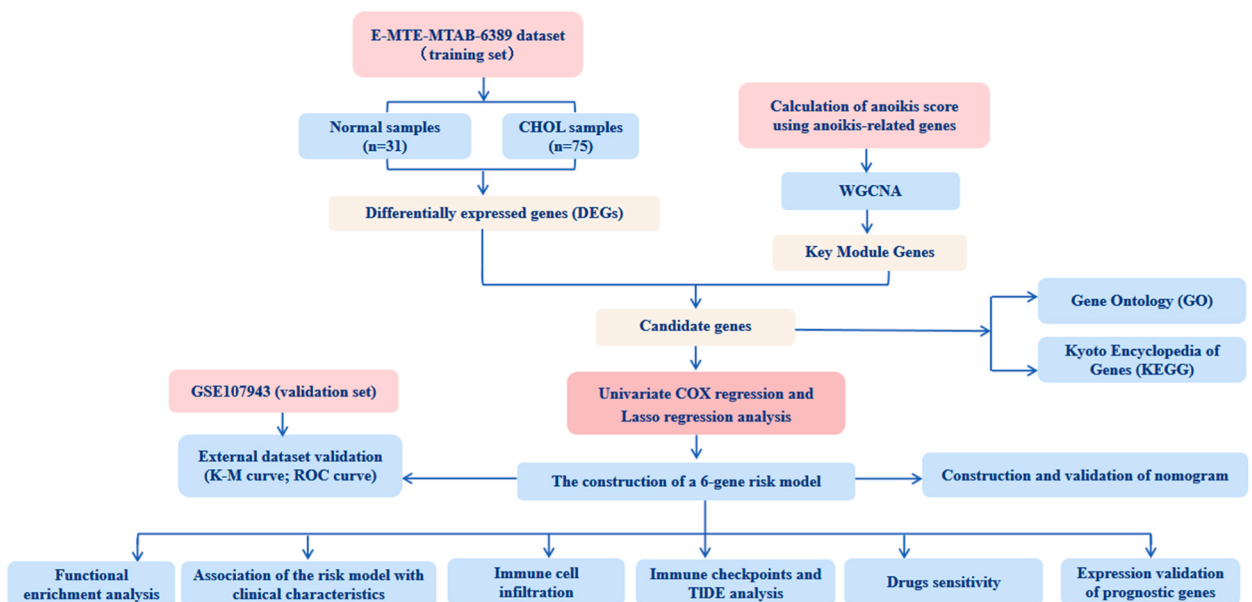 E-MTE-MTAB-6389 dataset
(training set)
Normal samples
(n=31)
CHOL samples
(n=75)
Calculation of anoikis score
using anoikis-related genes
WGCNA
Differentially expressed genes (DEGs)
Key Module Genes
Candidate genes
Gene Ontology (GO)
Kyoto Encyclopedia of
Genes (KEGG)
GSE107943 (validation set)
Univariate COX regression and
Lasso regression analysis
External dataset validation
(K-M curve; ROC curve)
The construction of a 6-gene risk model
Construction and validation of nomogram
Functional
enrichment analysis
Association of the risk model with
clinical characteristics
Immune cell
infiltration
Immune checkpoints and
TIDE analysis
Drugs sensitivity
Expression validation
of prognostic genes